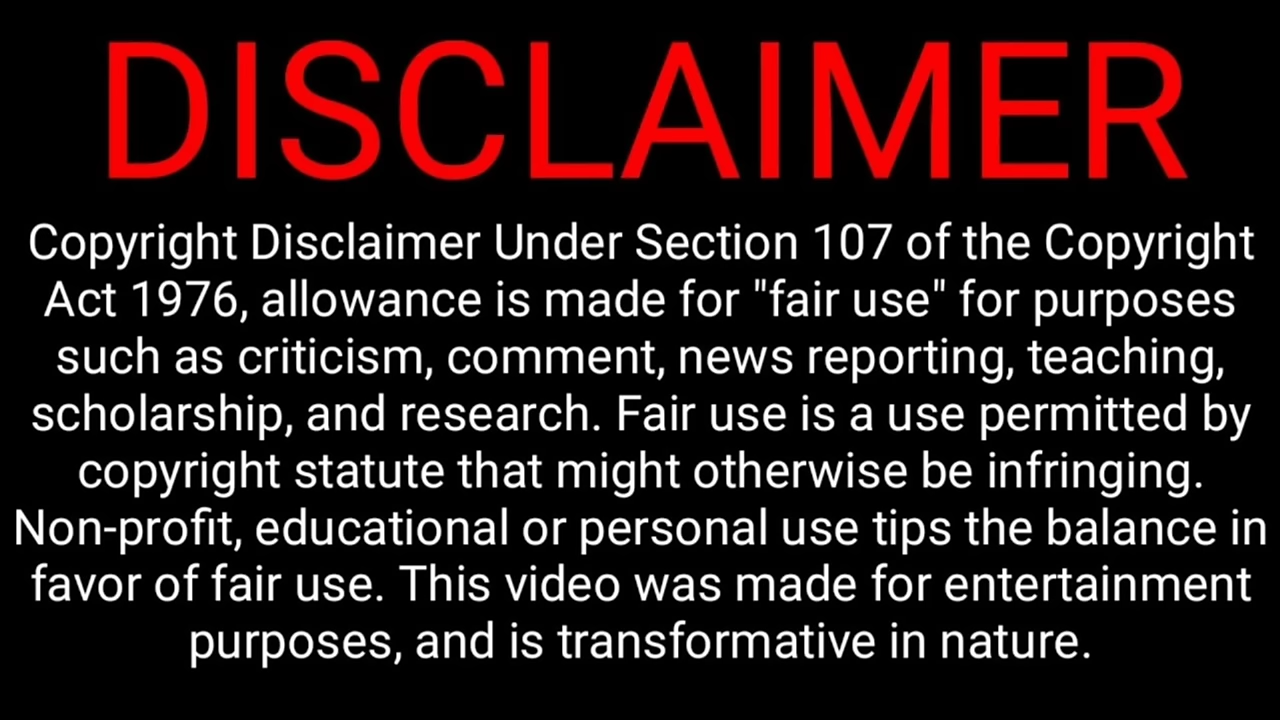 DISCLAIMER
Copyright Disclaimer Under Section 107 of the Copyright
Act 1976, allowance is made for "fair use" for purposes
such as criticism, comment, news reporting, teaching,
scholarship, and research. Fair use is a use permitted by
copyright statute that might otherwise be infringing.
Non-profit, educational or personal use tips the balance in
favor of fair use. This video was made for entertainment
purposes, and is transformative in nature.